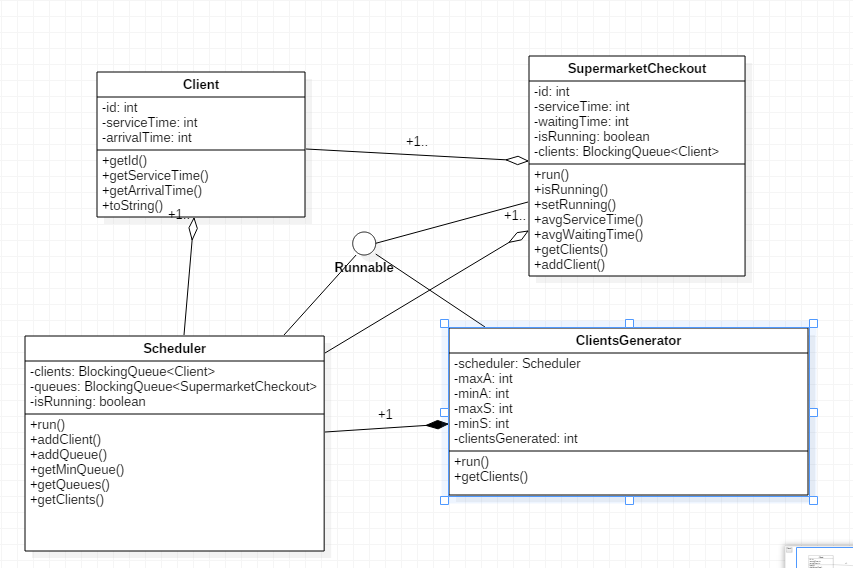 Client
-id: int
-serviceTime: int
-arrivalTime: int
+getId()
+getServiceTime()
+getArrivalTime()
+toString()
+1..
+1..
SupermarketCheckout
-id: int
-serviceTime: int
-waitingTime: int
-isRunning: boolean
-clients: BlockingQueue<Client>
+run()
+isRunning()
+setRunning()
+avgServiceTime()
+avgWaitingTime()
+getClients()
+addClient()
+1..
Runnable
Scheduler
-clients: BlockingQueue<Client>
-queues: BlockingQueue<SupermarketCheckout>
-isRunning: boolean
+run()
+addClient()
+addQueue()
+getMinQueue()
+getQueues()
+getClients()
+1
ClientsGenerator
-scheduler: Scheduler
-maxA: int
-minA: int
-maxS: int
-minS: int
-clientsGenerated: int
+run()
+getClients()